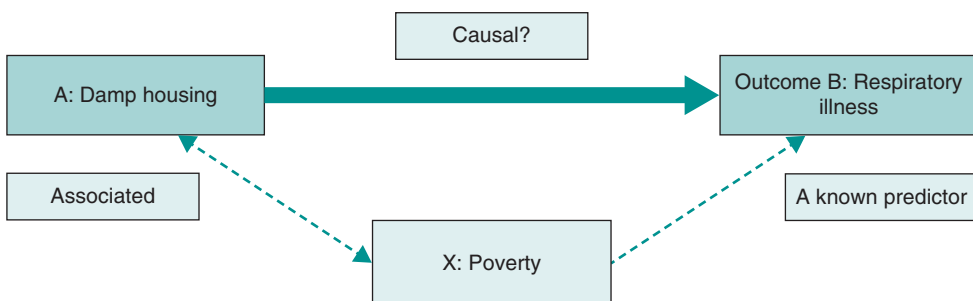 Causal?
A: Damp housing
Outcome B: Respiratory
illness
Associated
A known predictor
X: Poverty